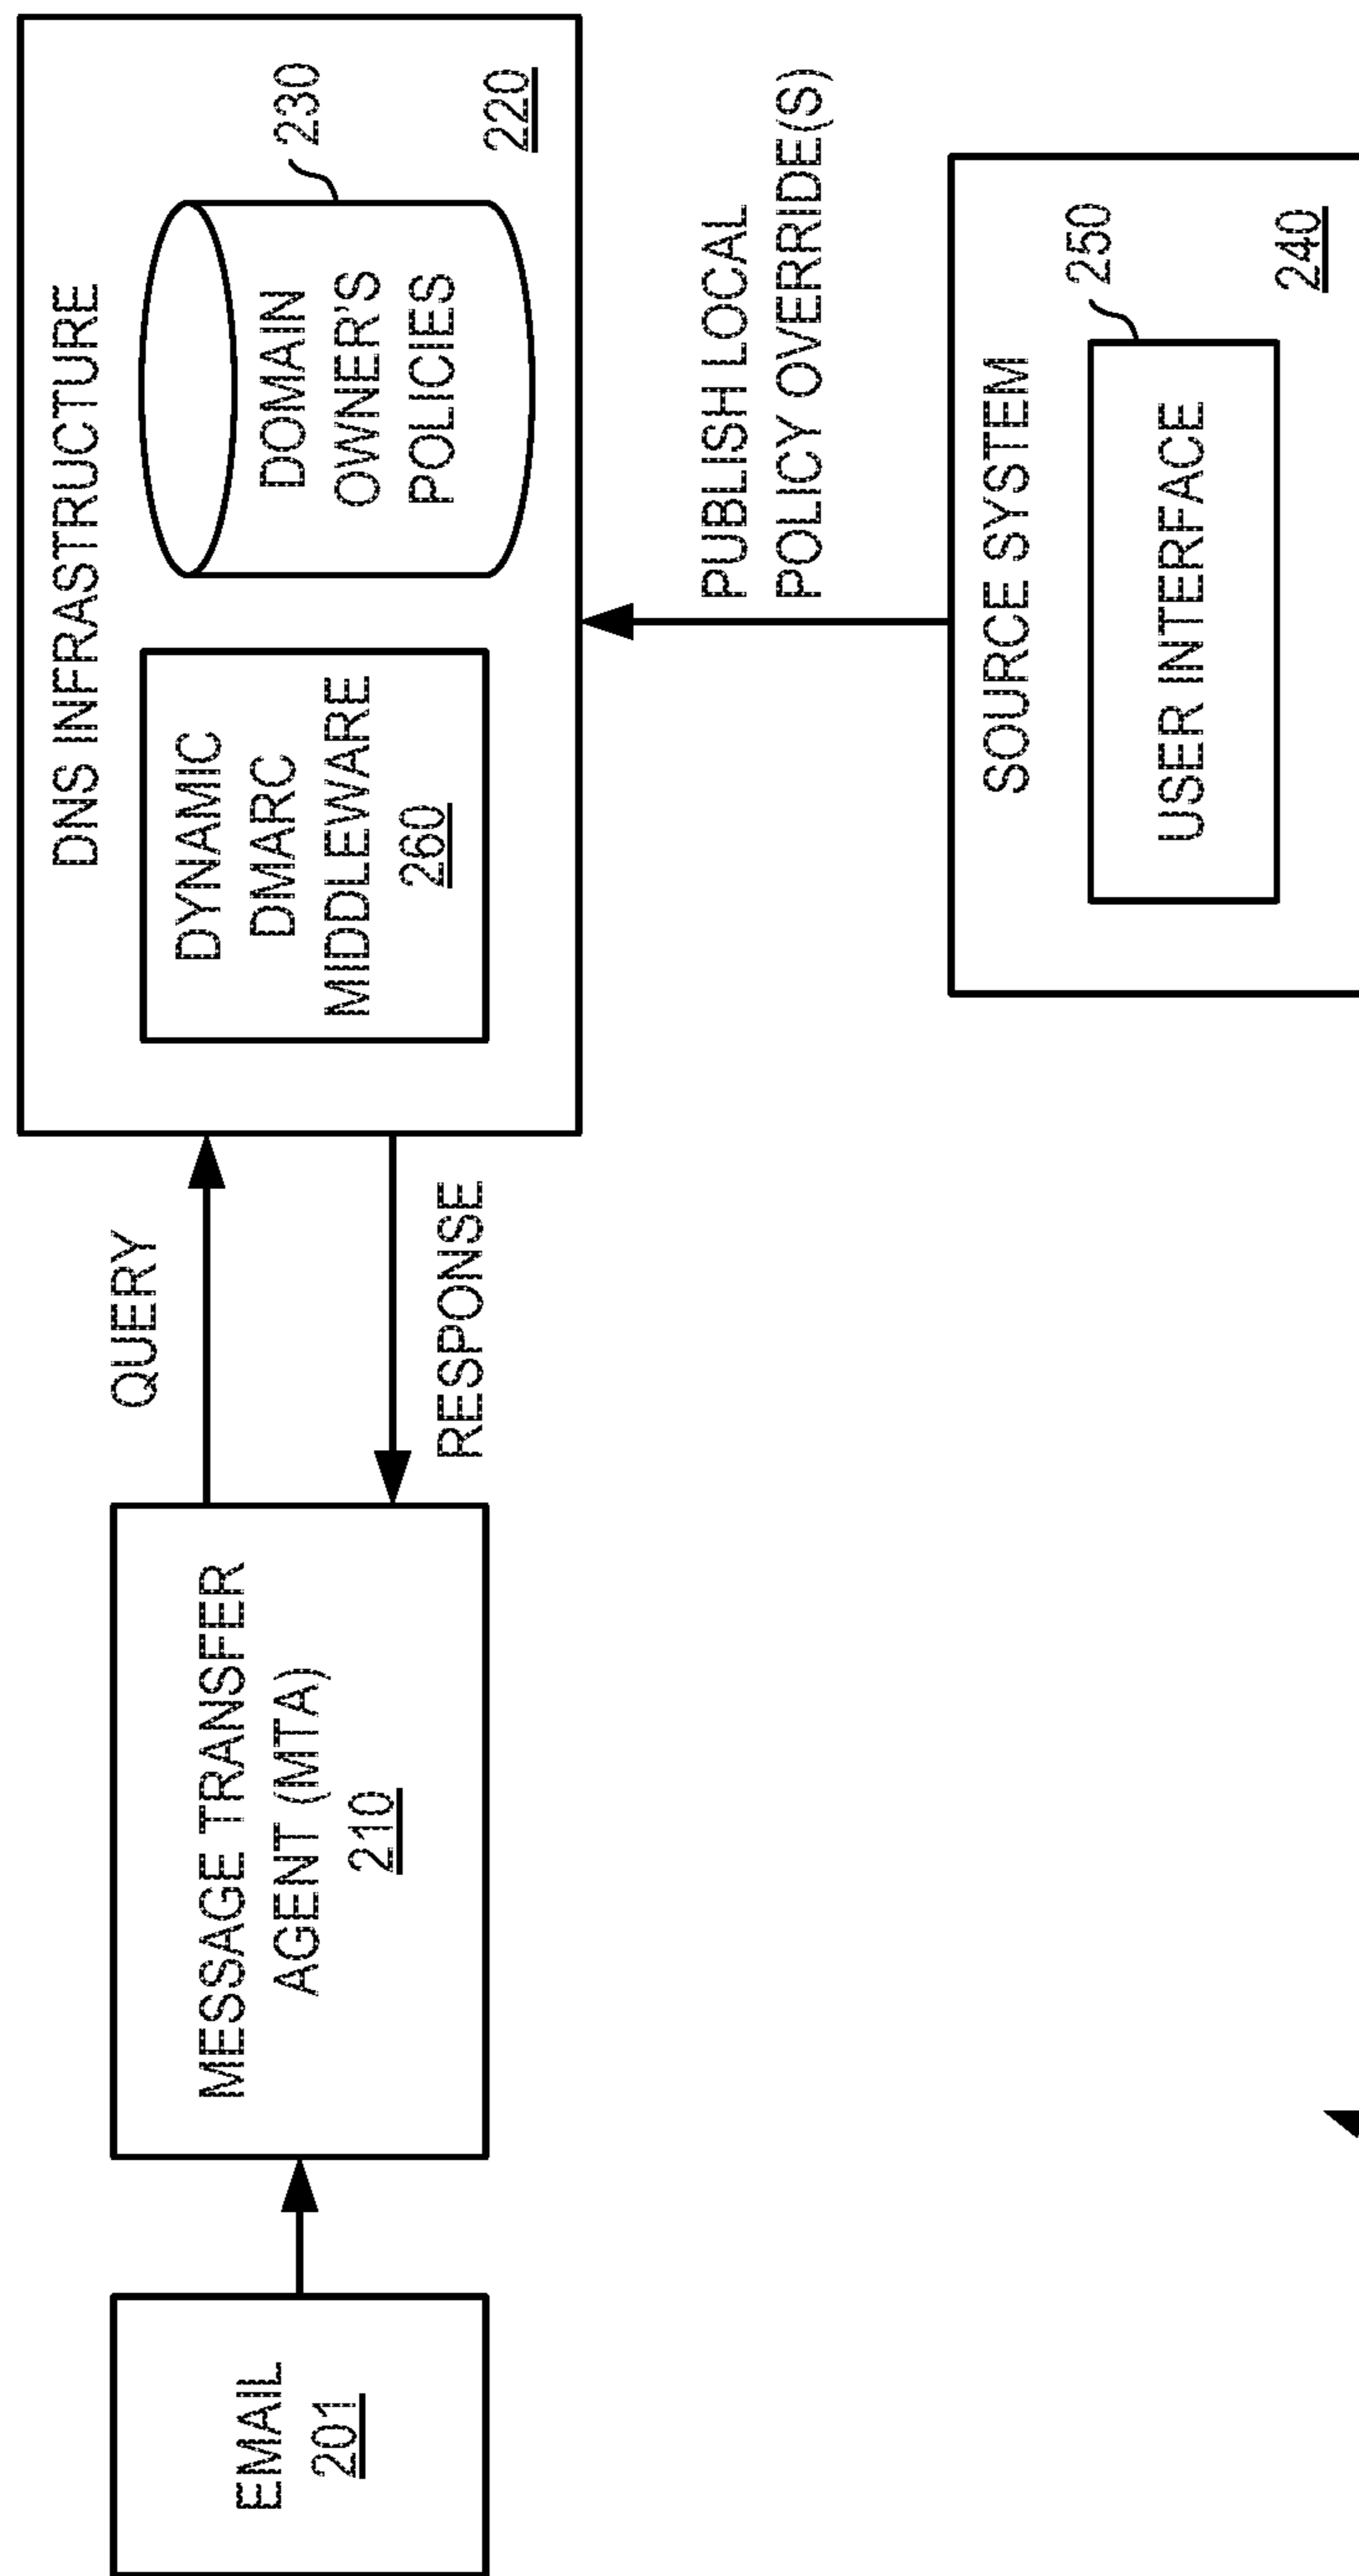 EMAIL
201
MESSAGE TRANSFER
AGENT (MTA)
210
QUERY
RESPONSE
DNS INFRASTRUCTURE
DYNAMIC
DMARC
MIDDLEWARE
260
DOMAIN
OWNER'S
POLICIES
230
220
PUBLISH LOCAL
POLICY OVERRIDE(S)
SOURCE SYSTEM
USER INTERFACE
250
240